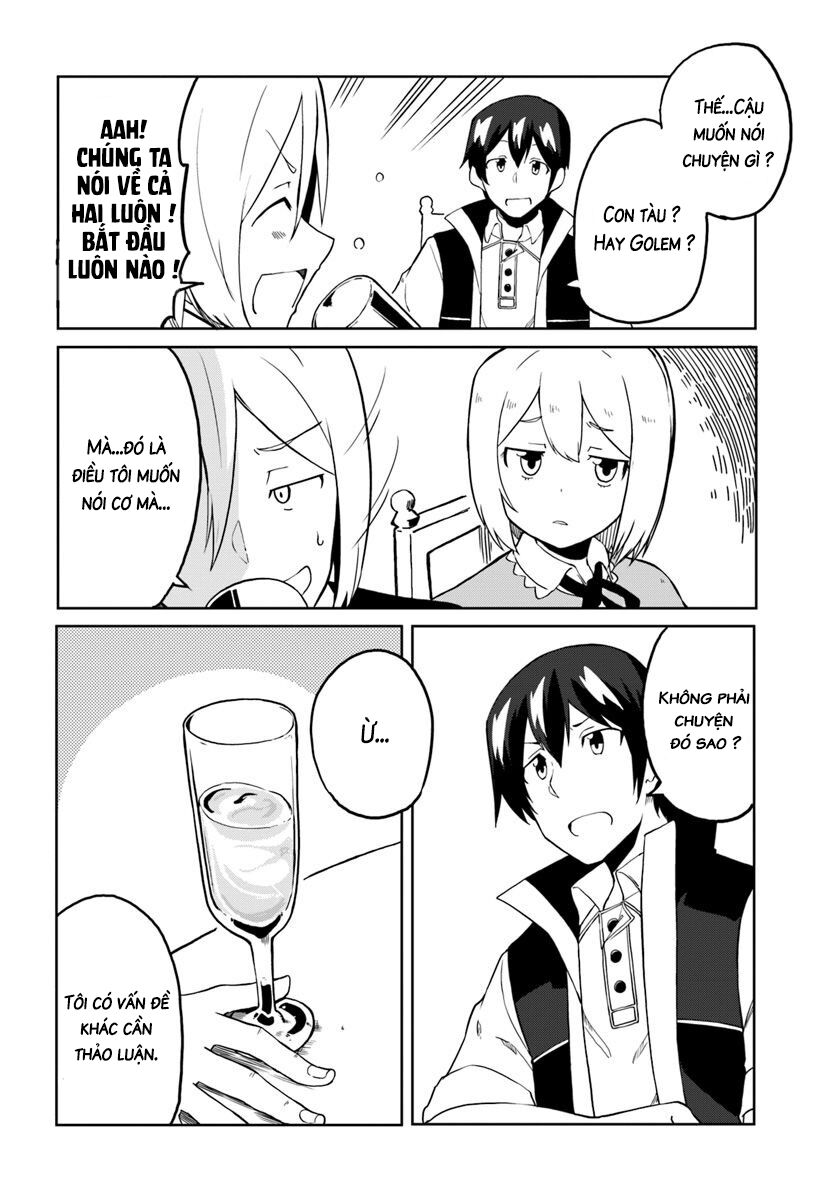 Thế...Cậu
muốn nói
chuyện gì ?
Con tàu ?
Hay Golem ?
AAH!
CHÚNG TA
NÓI VỀ CẢ
HAI LUÔN !
BẮT ĐẦU
LUÔN NÀO !
Mà...đó là
điều tôi muốn
nói cơ mà...
Không phải
chuyện
đó sao ?
Ừ...
Tôi có vấn đề
khác cần
thảo luận.